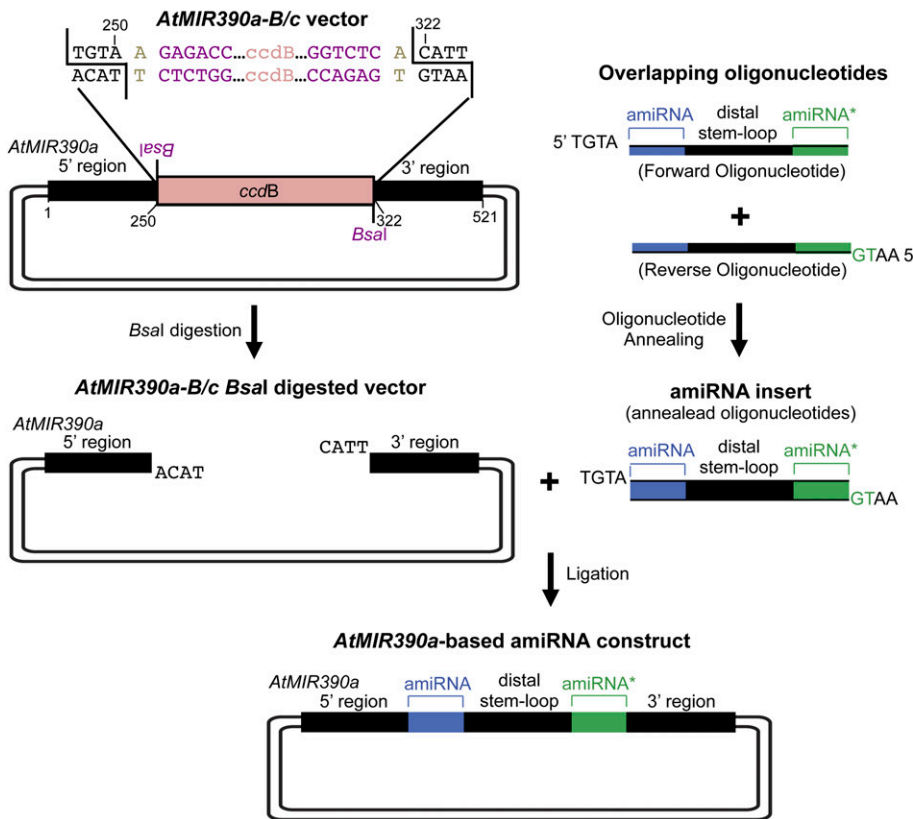 AtMIR390a-B/c vector
250
322
TGTA A GAGACC...ccdB...GGTCTC A CATT
ACAT T CTCTGG...ccdB...CCAGAG T GTAA
AtMIR390a
5' region
BsaI
3' region
ccdB
1
250
322
521
BsaI
Overlapping oligonucleotides
amiRNA
distal
stem-loop
amiRNA*
5' TGTA
(Forward Oligonucleotide)
+
GTAA 5
(Reverse Oligonucleotide)
BsaI digestion
Oligonucleotide
Annealing
AtMIR390a-B/c BsaI digested vector
AtMIR390a
5' region
3' region
CATT
ACAT
+
amiRNA insert
(annealead oligonucleotides)
amiRNA
distal
stem-loop
amiRNA*
TGTA
GTAA
Ligation
AtMIR390a-based amiRNA construct
AtMIR390a
5' region
amiRNA
distal
stem-loop
amiRNA*
3' region